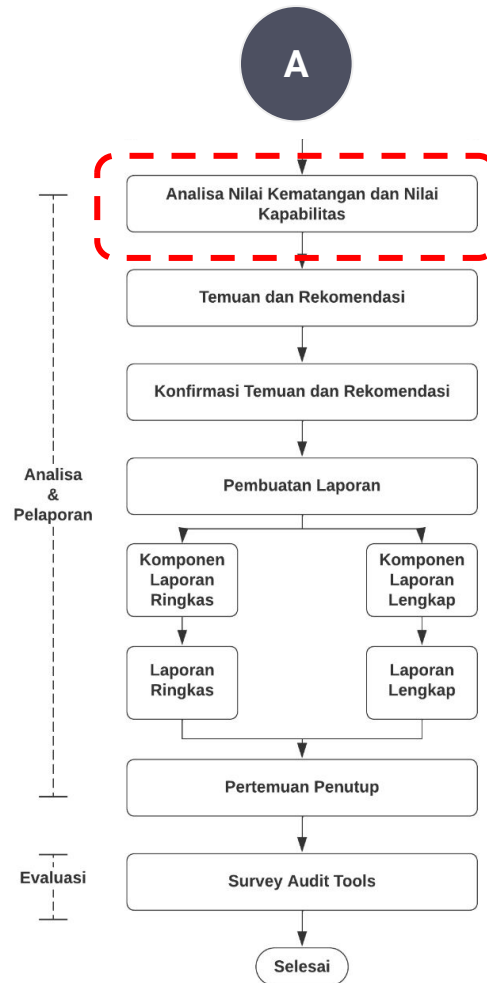 A
Analisa Nilai Kematangan dan Nilai
Kapabilitas
Temuan dan Rekomendasi
Konfirmasi Temuan dan Rekomendasi
Analisa
&
Pelaporan
Pembuatan Laporan
Komponen
Laporan
Ringkas
Komponen
Laporan
Lengkap
Laporan
Ringkas
Laporan
Lengkap
Pertemuan Penutup
Evaluasi
Survey Audit Tools
Selesai